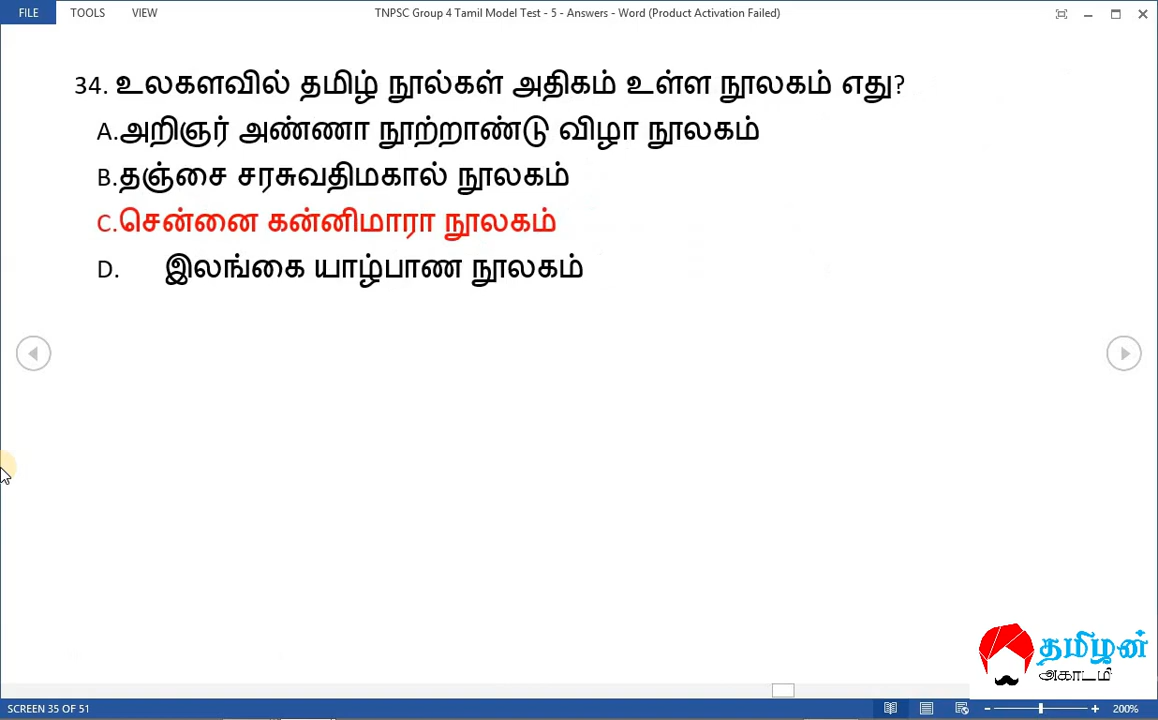 FILE TOOLS VIEW TNPSC Group 4 Tamil Model Test - 5 - Answers - Word (Product Activation Failed)
34. உலகளவில் தமிழ் நூல்கள் அதிகம் உள்ள நூலகம் எது?
A.அறிஞர் அண்ணா நூற்றாண்டு விழா நூலகம்
B.தஞ்சை சரசுவதிமகால் நூலகம்
C.சென்னை கன்னிமாரா நூலகம்
D. இலங்கை யாழ்பாண நூலகம்
தமிழன்
அகாடமி
SCREEN 35 OF 51 200%